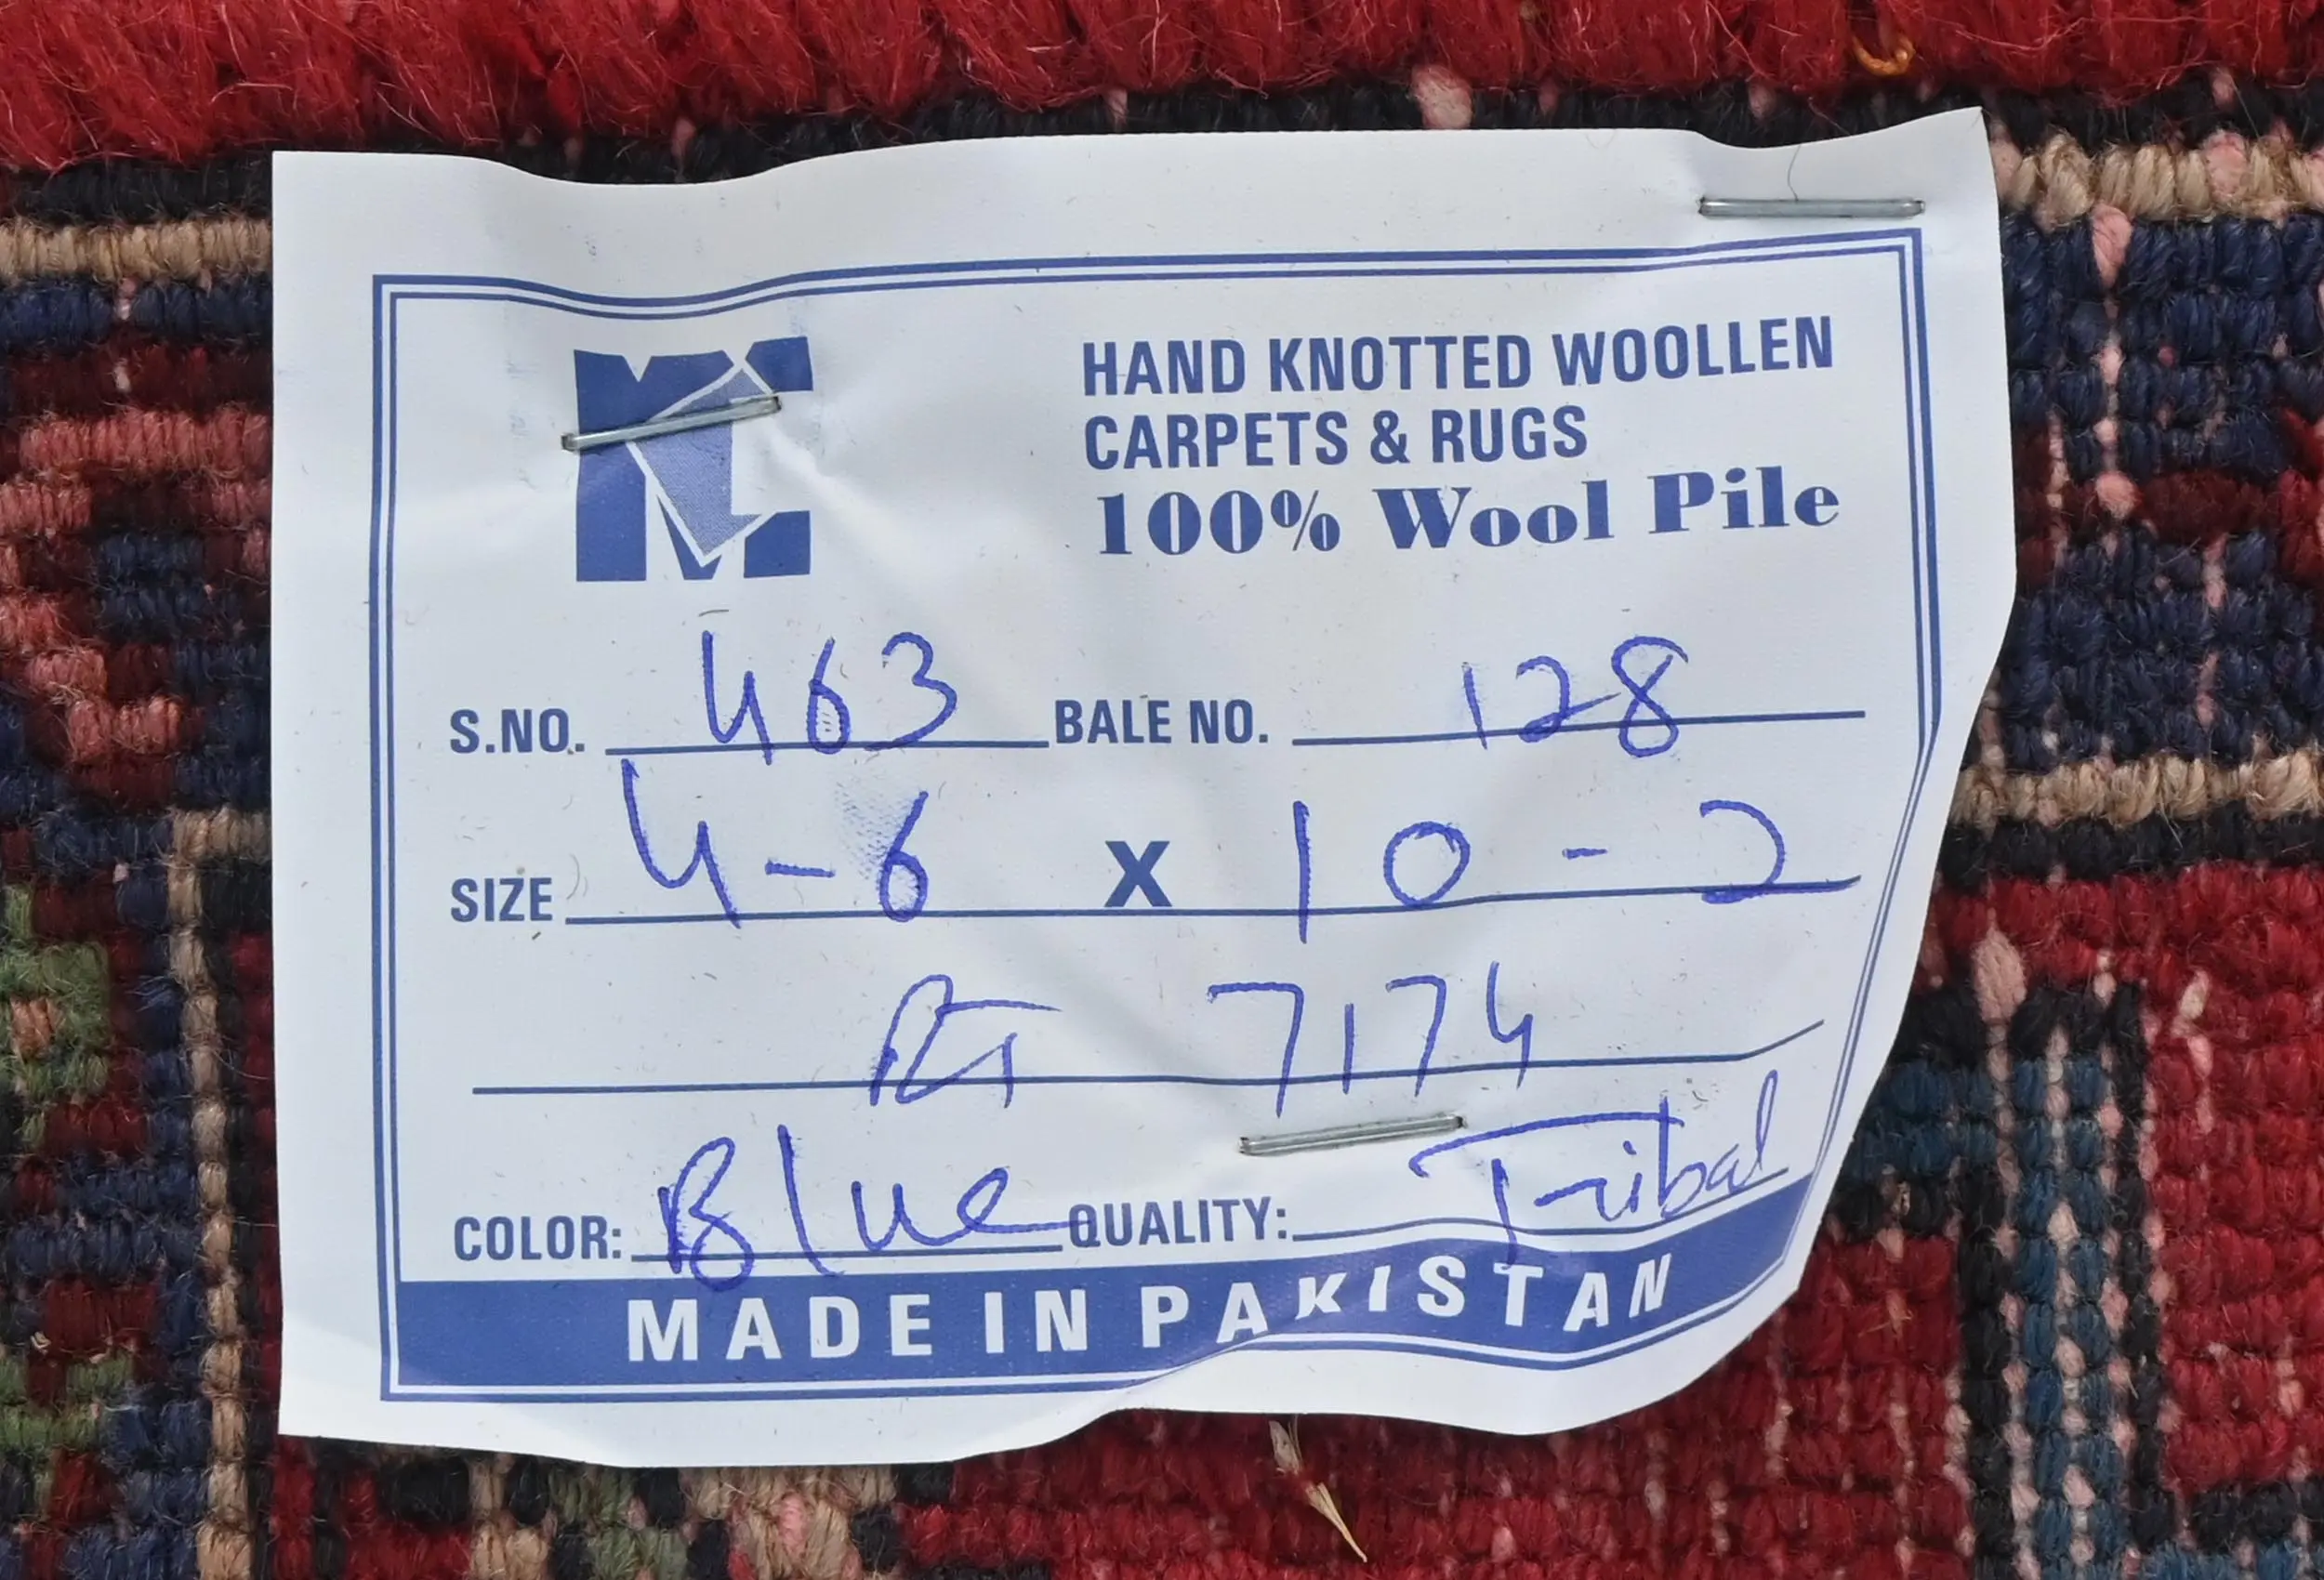 MC
HAND KNOTTED WOOLLEN
CARPETS & RUGS
100% Wool Pile
S.NO. 463 BALE NO. 128
SIZE 4-6 X 10-2
7174
COLOR: Blue QUALITY: Tribal
MADE IN PAKISTAN